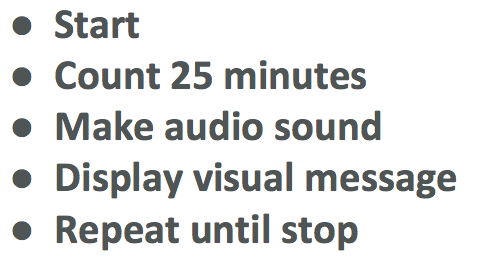 ● Start
● Count 25 minutes
● Make audio sound
● Display visual message
● Repeat until stop